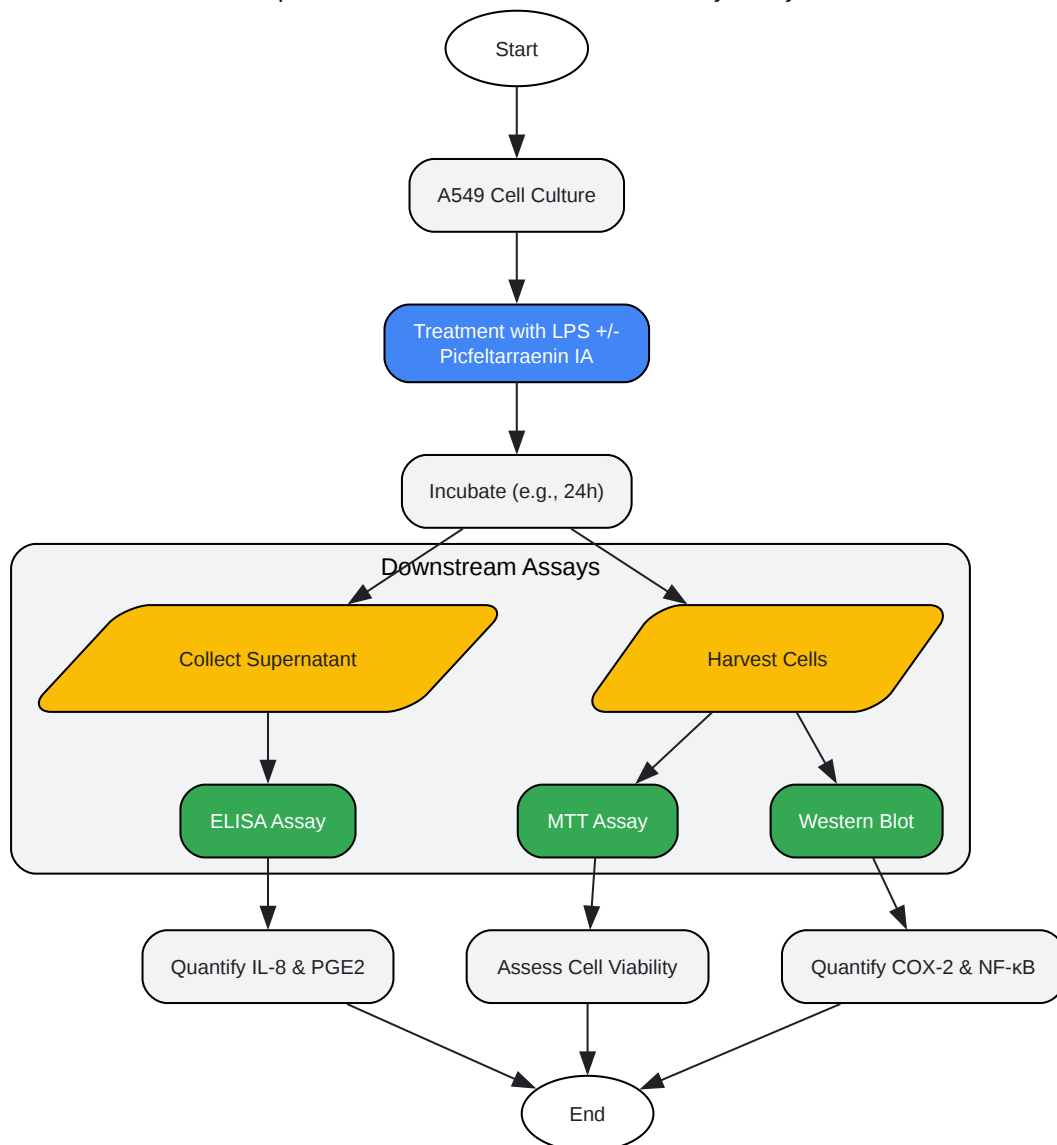 Start
A549 Cell Culture
Treatment with LPS +/-
Picfeltarraenin IA
Incubate (e.g., 24h)
Downstream Assays
Collect Supernatant
Harvest Cells
ELISA Assay
MTT Assay
Western Blot
Quantify IL-8 & PGE2
Assess Cell Viability
Quantify COX-2 & NF-κB
End